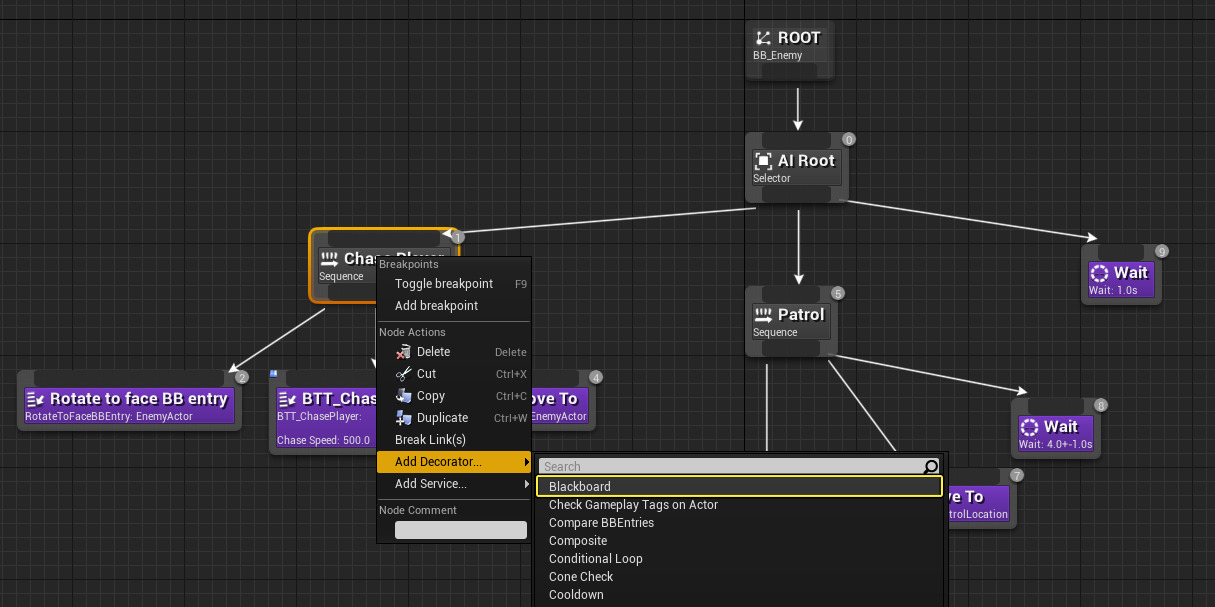 ROOT
BB_Enemy
0
AI Root
Selector
1
Sequence
Breakpoints
Toggle breakpoint F9
Add breakpoint
Node Actions
Delete Delete
Cut Ctrl+X
Copy Ctrl+C
Duplicate Ctrl+W
Break Link(s)
Add Decorator...
Add Service...
Node Comment
Search
Blackboard
Check Gameplay Tags on Actor
Compare BBEntries
Composite
Conditional Loop
Cone Check
Cooldown
5
Patrol
Sequence
9
Wait
Wait: 1.0s
2
Rotate to face BB entry
RotateToFaceBBEntry: EnemyActor
BTT_Chas
BTT_ChasePlayer:
Chase Speed: 500.0
4
ove To
EnemyActor
8
Wait
Wait: 4.0+-1.0s
7
ve To
trolLocation